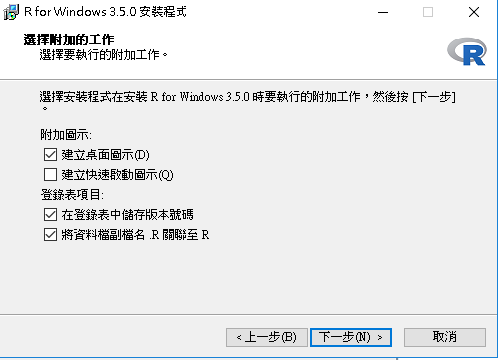 R for Windows 3.5.0 安裝程式
選擇附加的工作
選擇要執行的附加工作。
R
選擇安裝程式在安裝 R for Windows 3.5.0 時要執行的附加工作，然後按 [下一步]
。
附加圖示:
建立桌面圖示(D)
建立快速啟動圖示(Q)
登錄表項目:
在登錄表中儲存版本號碼
將資料檔副檔名 .R 關聯至 R
< 上一步(B) 下一步(N) > 取消